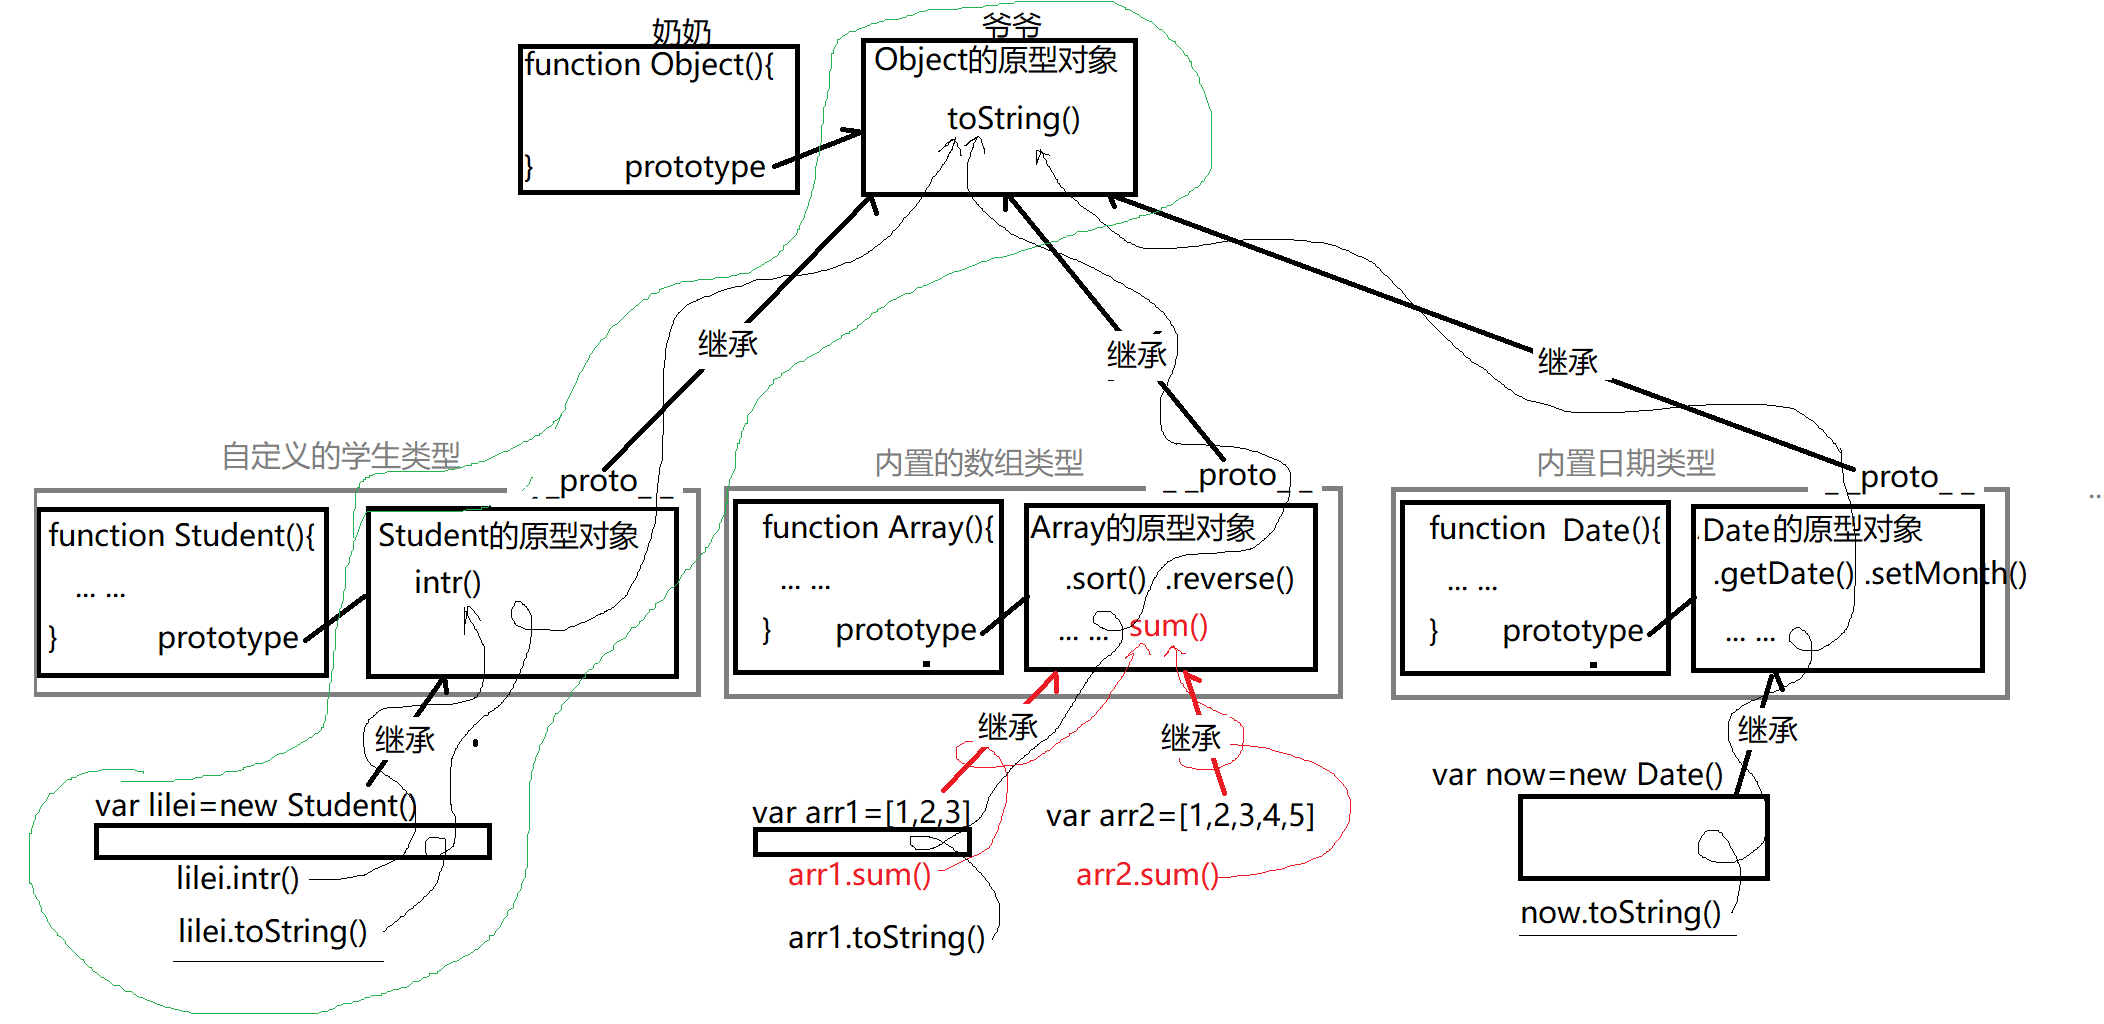 奶奶
function Object(){
}
prototype
爷爷
Object的原型对象
toString()
继承
继承
继承
自定义的学生类型
_ _proto_ _
function Student(){
... ...
}
prototype
Student的原型对象
intr()
继承
var lilei=new Student()
lilei.intr()
lilei.toString()
内置的数组类型
_ _proto_ _
function Array(){
... ...
}
prototype
Array的原型对象
.sort() .reverse()
... ... sum()
继承
继承
var arr1=[1,2,3]
arr1.sum()
arr1.toString()
var arr2=[1,2,3,4,5]
arr2.sum()
内置日期类型
_ _proto_ _
function Date(){
... ...
}
prototype
Date的原型对象
.getDate() .setMonth()
... ...
继承
var now=new Date()
now.toString()
..